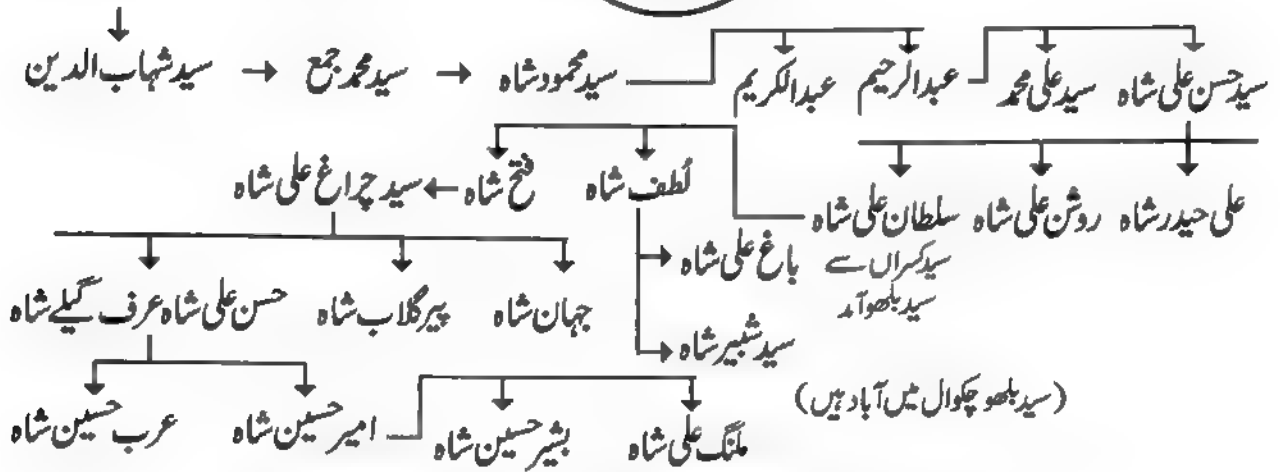 سید حسن علی شاہ سید علی محمد عبدالرحیم عبدالکریم سید محمود شاہ ← سید محمد جمع ← سید شہاب الدین
علی حیدر شاہ روشن علی شاہ سلطان علی شاہ لُطف شاہ فتح شاہ سید چراغ علی شاہ
سید کسراں سے باغ علی شاہ
سید بلھو آمد
جہان شاہ پیر گلاب شاہ حسن علی شاہ عرف گیلے شاہ
سید شبیر شاہ
(سید بلھو چکوال میں آباد ہیں)
ملنگ علی شاہ بشیر حسین شاہ امیر حسین شاہ عرب حسین شاہ